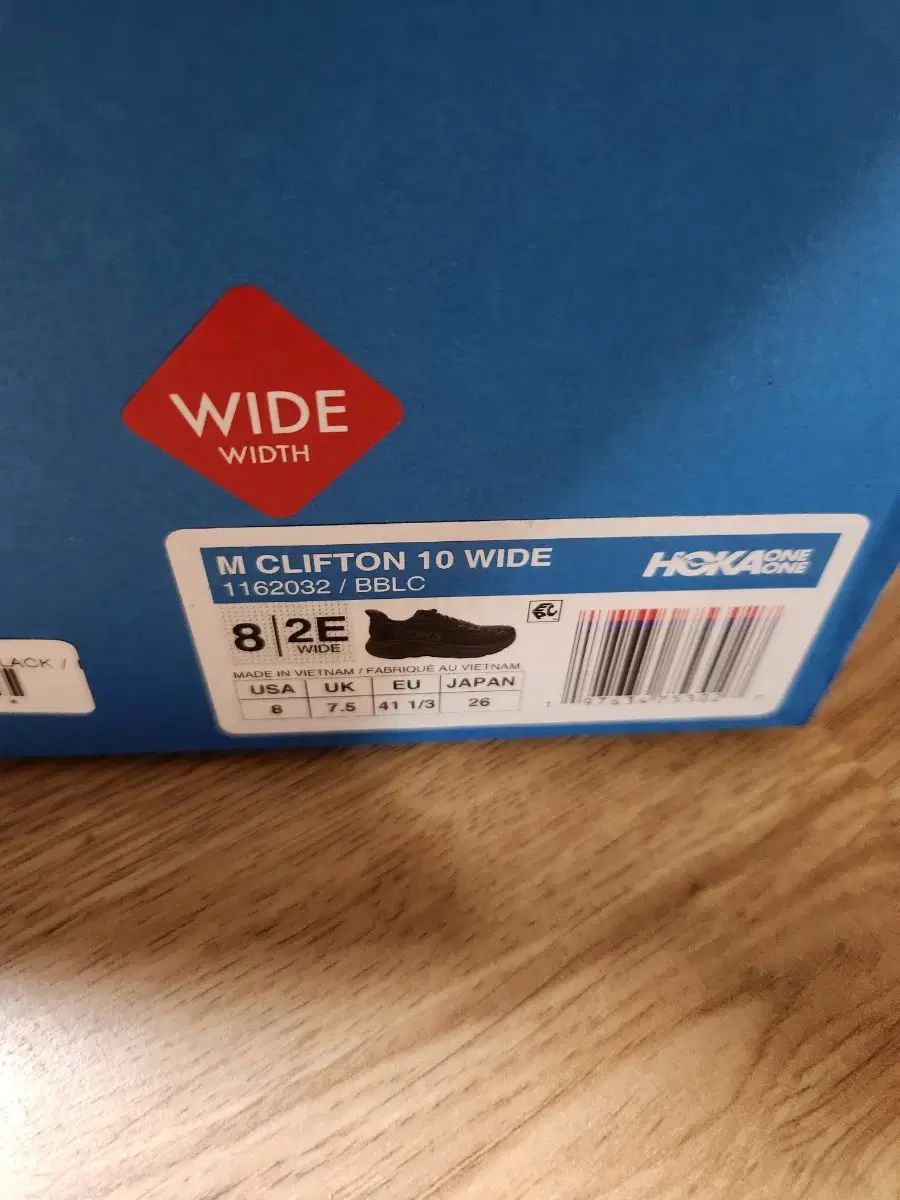 WIDE
WIDTH
M CLIFTON 10 WIDE
1162032 / BBLC
HOKA ONE ONE
8 2E
WIDE
MADE IN VIETNAM / FABRIQUÉ AU VIETNAM
USA UK EU JAPAN
8 7.5 41 1/3 26
LACK /